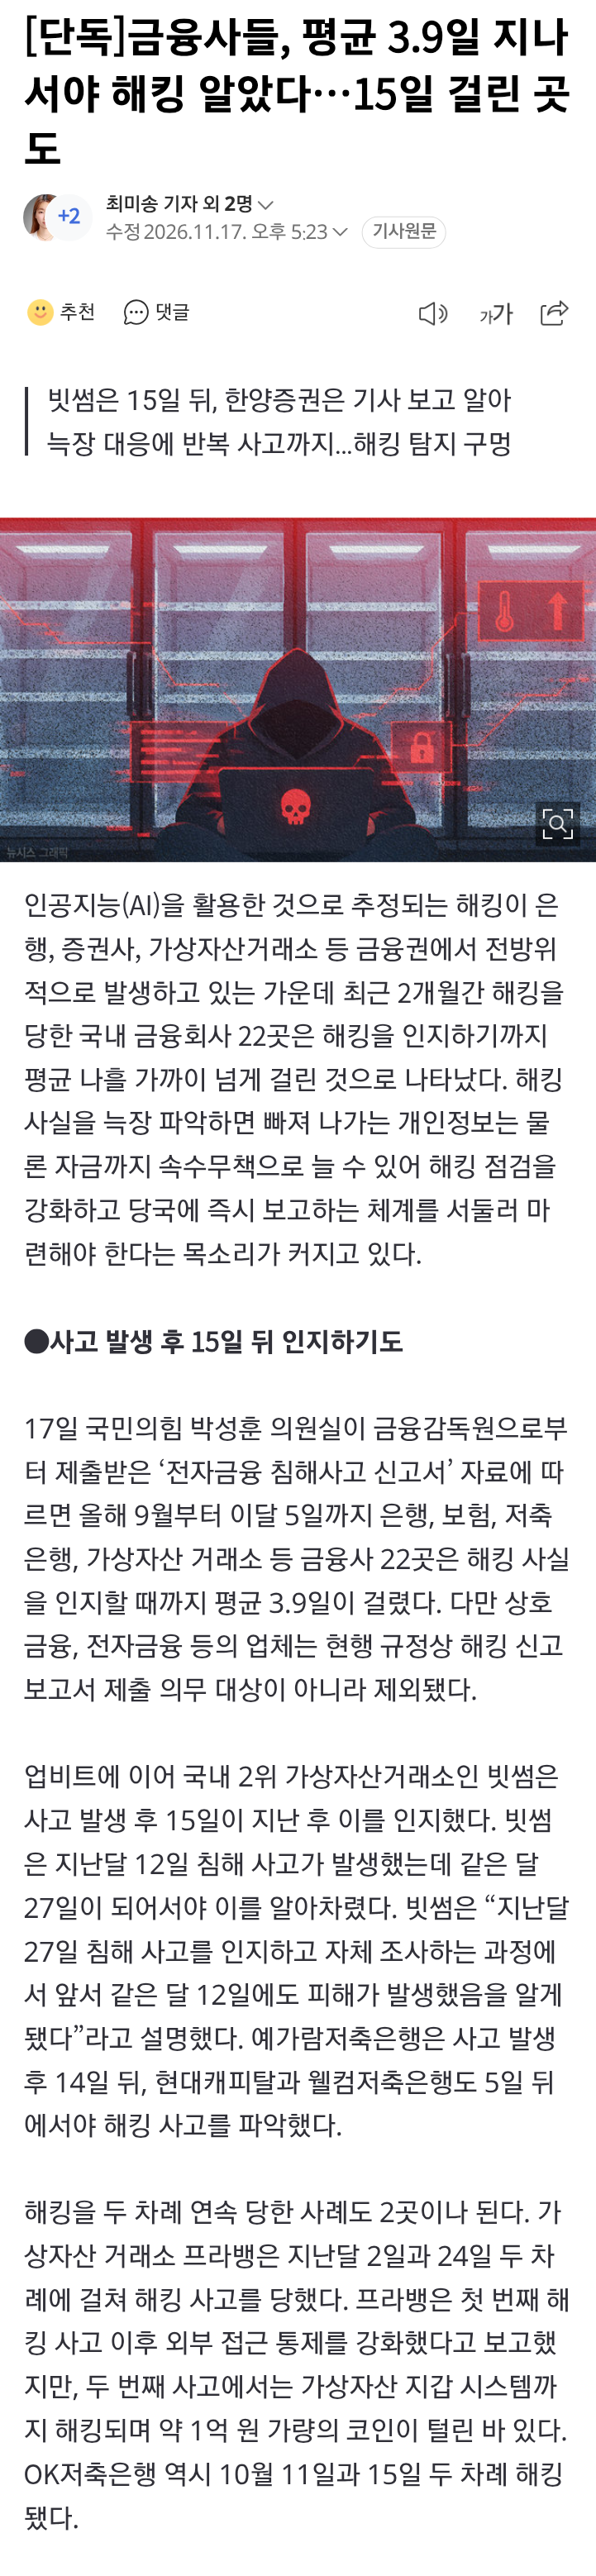 [단독]금융사들, 평균 3.9일 지나
서야 해킹 알았다…15일 걸린 곳
도
+2
최미송 기자 외 2명
수정 2026.11.17. 오후 5:23
기사원문
추천
댓글
가가
빗썸은 15일 뒤, 한양증권은 기사 보고 알아
늑장 대응에 반복 사고까지…해킹 탐지 구멍
뉴시스 그래픽
인공지능(AI)을 활용한 것으로 추정되는 해킹이 은
행, 증권사, 가상자산거래소 등 금융권에서 전방위
적으로 발생하고 있는 가운데 최근 2개월간 해킹을
당한 국내 금융회사 22곳은 해킹을 인지하기까지
평균 나흘 가까이 넘게 걸린 것으로 나타났다. 해킹
사실을 늑장 파악하면 빠져 나가는 개인정보는 물
론 자금까지 속수무책으로 늘 수 있어 해킹 점검을
강화하고 당국에 즉시 보고하는 체계를 서둘러 마
련해야 한다는 목소리가 커지고 있다.
●사고 발생 후 15일 뒤 인지하기도
17일 국민의힘 박성훈 의원실이 금융감독원으로부
터 제출받은 ‘전자금융 침해사고 신고서’ 자료에 따
르면 올해 9월부터 이달 5일까지 은행, 보험, 저축
은행, 가상자산 거래소 등 금융사 22곳은 해킹 사실
을 인지할 때까지 평균 3.9일이 걸렸다. 다만 상호
금융, 전자금융 등의 업체는 현행 규정상 해킹 신고
보고서 제출 의무 대상이 아니라 제외됐다.
업비트에 이어 국내 2위 가상자산거래소인 빗썸은
사고 발생 후 15일이 지난 후 이를 인지했다. 빗썸
은 지난달 12일 침해 사고가 발생했는데 같은 달
27일이 되어서야 이를 알아차렸다. 빗썸은 “지난달
27일 침해 사고를 인지하고 자체 조사하는 과정에
서 앞서 같은 달 12일에도 피해가 발생했음을 알게
됐다”라고 설명했다. 예가람저축은행은 사고 발생
후 14일 뒤, 현대캐피탈과 웰컴저축은행도 5일 뒤
에서야 해킹 사고를 파악했다.
해킹을 두 차례 연속 당한 사례도 2곳이나 된다. 가
상자산 거래소 프라뱅은 지난달 2일과 24일 두 차
례에 걸쳐 해킹 사고를 당했다. 프라뱅은 첫 번째 해
킹 사고 이후 외부 접근 통제를 강화했다고 보고했
지만, 두 번째 사고에서는 가상자산 지갑 시스템까
지 해킹되며 약 1억 원 가량의 코인이 털린 바 있다.
OK저축은행 역시 10월 11일과 15일 두 차례 해킹
됐다.